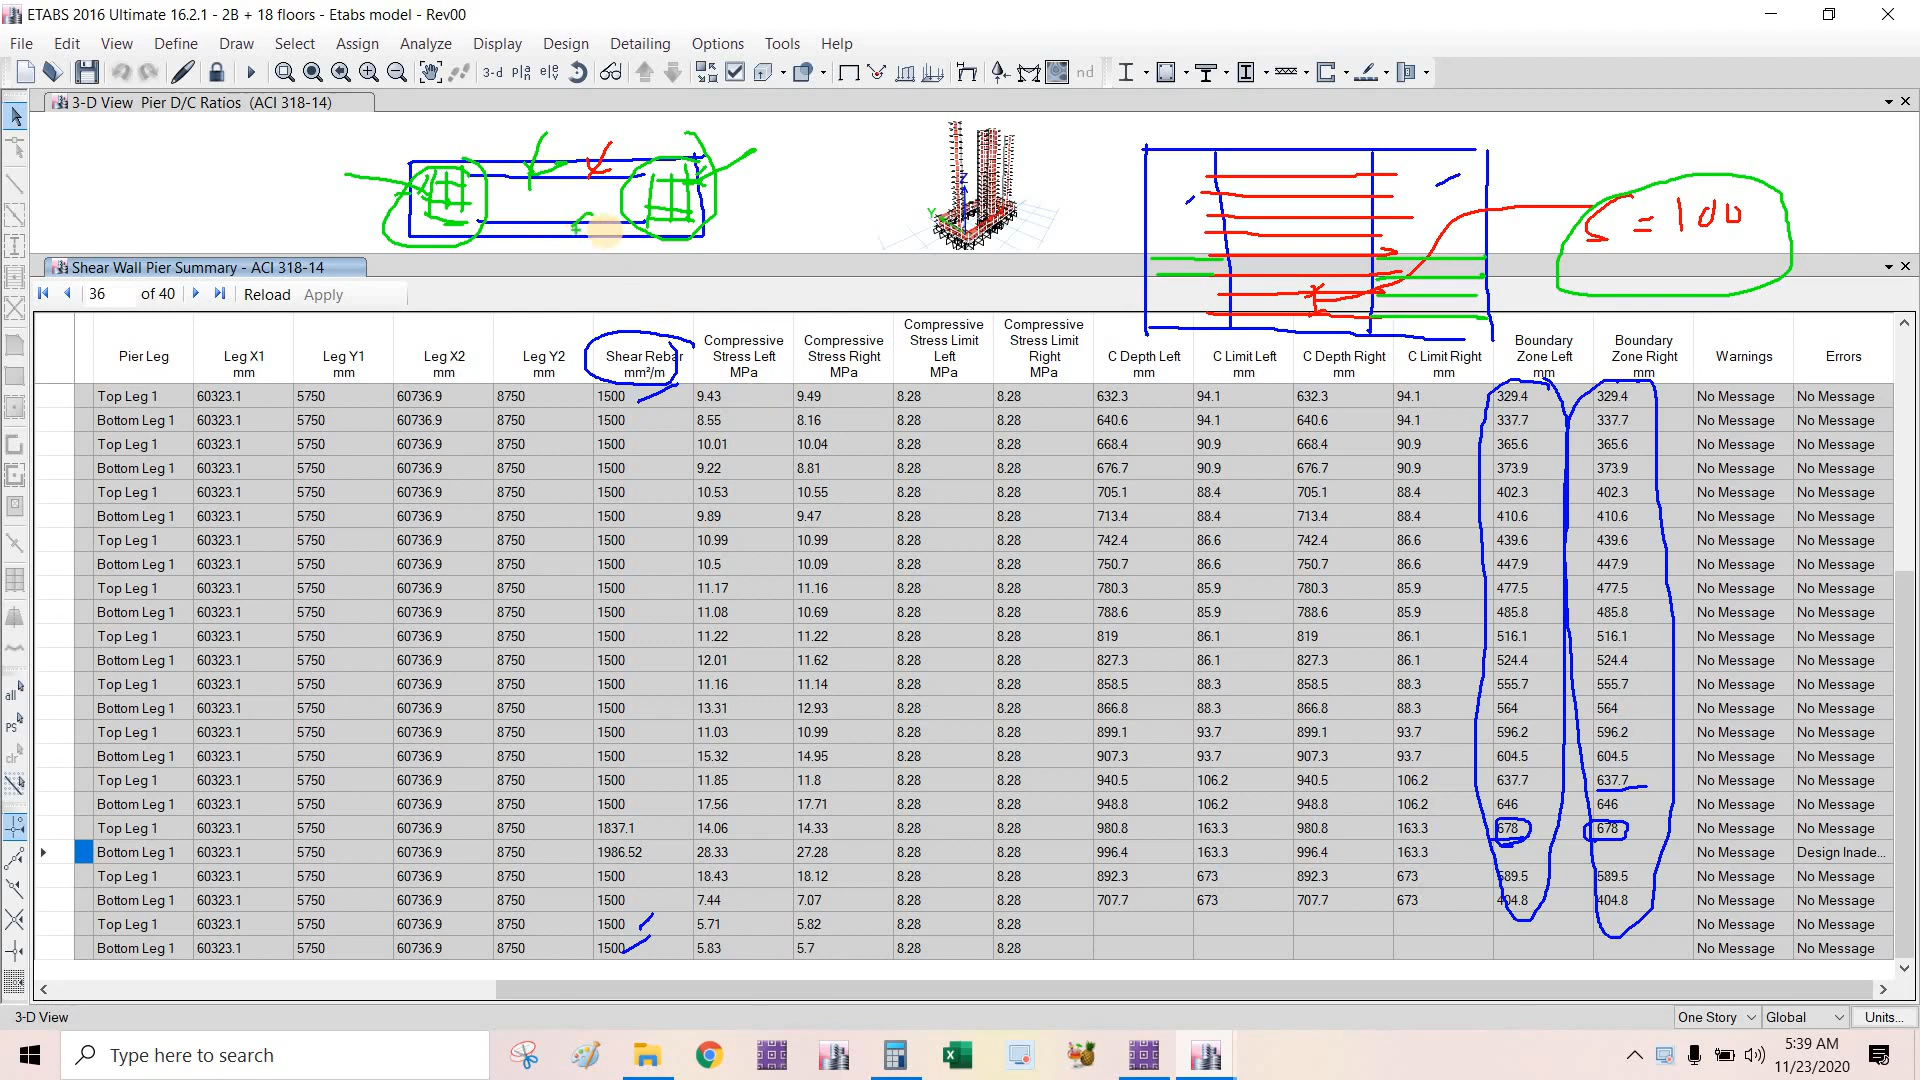 ETABS 2016 Ultimate 16.2.1 - 2B + 18 floors - Etabs model - Rev00
File Edit View Define Draw Select Assign Analyze Display Design Detailing Options Tools Help
3-d nd
3-D View Pier D/C Ratios (ACI 318-14)
Z
Y
= 100
Shear Wall Pier Summary - ACI 318-14
36 of 40 Reload Apply
Pier Leg Leg X1 mm Leg Y1 mm Leg X2 mm Leg Y2 mm Shear Rebar mm²/m Compressive Stress Left MPa Compressive Stress Right MPa Compressive Stress Limit Left MPa Compressive Stress Limit Right MPa C Depth Left mm C Limit Left mm C Depth Right mm C Limit Right mm Boundary Zone Left mm Boundary Zone Right mm Warnings Errors
Top Leg 1 60323.1 5750 60736.9 8750 1500 9.43 9.49 8.28 8.28 632.3 94.1 632.3 94.1 329.4 329.4 No Message No Message
Bottom Leg 1 60323.1 5750 60736.9 8750 1500 8.55 8.16 8.28 8.28 640.6 94.1 640.6 94.1 337.7 337.7 No Message No Message
Top Leg 1 60323.1 5750 60736.9 8750 1500 10.01 10.04 8.28 8.28 668.4 90.9 668.4 90.9 365.6 365.6 No Message No Message
Bottom Leg 1 60323.1 5750 60736.9 8750 1500 9.22 8.81 8.28 8.28 676.7 90.9 676.7 90.9 373.9 373.9 No Message No Message
Top Leg 1 60323.1 5750 60736.9 8750 1500 10.53 10.55 8.28 8.28 705.1 88.4 705.1 88.4 402.3 402.3 No Message No Message
Bottom Leg 1 60323.1 5750 60736.9 8750 1500 9.89 9.47 8.28 8.28 713.4 88.4 713.4 88.4 410.6 410.6 No Message No Message
Top Leg 1 60323.1 5750 60736.9 8750 1500 10.99 10.99 8.28 8.28 742.4 86.6 742.4 86.6 439.6 439.6 No Message No Message
Bottom Leg 1 60323.1 5750 60736.9 8750 1500 10.5 10.09 8.28 8.28 750.7 86.6 750.7 86.6 447.9 447.9 No Message No Message
Top Leg 1 60323.1 5750 60736.9 8750 1500 11.17 11.16 8.28 8.28 780.3 85.9 780.3 85.9 477.5 477.5 No Message No Message
Bottom Leg 1 60323.1 5750 60736.9 8750 1500 11.08 10.69 8.28 8.28 788.6 85.9 788.6 85.9 485.8 485.8 No Message No Message
Top Leg 1 60323.1 5750 60736.9 8750 1500 11.22 11.22 8.28 8.28 819 86.1 819 86.1 516.1 516.1 No Message No Message
Bottom Leg 1 60323.1 5750 60736.9 8750 1500 12.01 11.62 8.28 8.28 827.3 86.1 827.3 86.1 524.4 524.4 No Message No Message
Top Leg 1 60323.1 5750 60736.9 8750 1500 11.16 11.14 8.28 8.28 858.5 88.3 858.5 88.3 555.7 555.7 No Message No Message
Bottom Leg 1 60323.1 5750 60736.9 8750 1500 13.31 12.93 8.28 8.28 866.8 88.3 866.8 88.3 564 564 No Message No Message
Top Leg 1 60323.1 5750 60736.9 8750 1500 11.03 10.99 8.28 8.28 899.1 93.7 899.1 93.7 596.2 596.2 No Message No Message
Bottom Leg 1 60323.1 5750 60736.9 8750 1500 15.32 14.95 8.28 8.28 907.3 93.7 907.3 93.7 604.5 604.5 No Message No Message
Top Leg 1 60323.1 5750 60736.9 8750 1500 11.85 11.8 8.28 8.28 940.5 106.2 940.5 106.2 637.7 637.7 No Message No Message
Bottom Leg 1 60323.1 5750 60736.9 8750 1500 17.56 17.71 8.28 8.28 948.8 106.2 948.8 106.2 646 646 No Message No Message
Top Leg 1 60323.1 5750 60736.9 8750 1837.1 14.06 14.33 8.28 8.28 980.8 163.3 980.8 163.3 678 678 No Message No Message
Bottom Leg 1 60323.1 5750 60736.9 8750 1986.52 28.33 27.28 8.28 8.28 996.4 163.3 996.4 163.3 No Message Design Inade...
Top Leg 1 60323.1 5750 60736.9 8750 1500 18.43 18.12 8.28 8.28 892.3 673 892.3 673 589.5 589.5 No Message No Message
Bottom Leg 1 60323.1 5750 60736.9 8750 1500 7.44 7.07 8.28 8.28 707.7 673 707.7 673 404.8 404.8 No Message No Message
Top Leg 1 60323.1 5750 60736.9 8750 1500 5.71 5.82 8.28 8.28 No Message No Message
Bottom Leg 1 60323.1 5750 60736.9 8750 1500 5.83 5.7 8.28 8.28 No Message No Message
3-D View One Story Global Units...
Type here to search
5:39 AM
11/23/2020